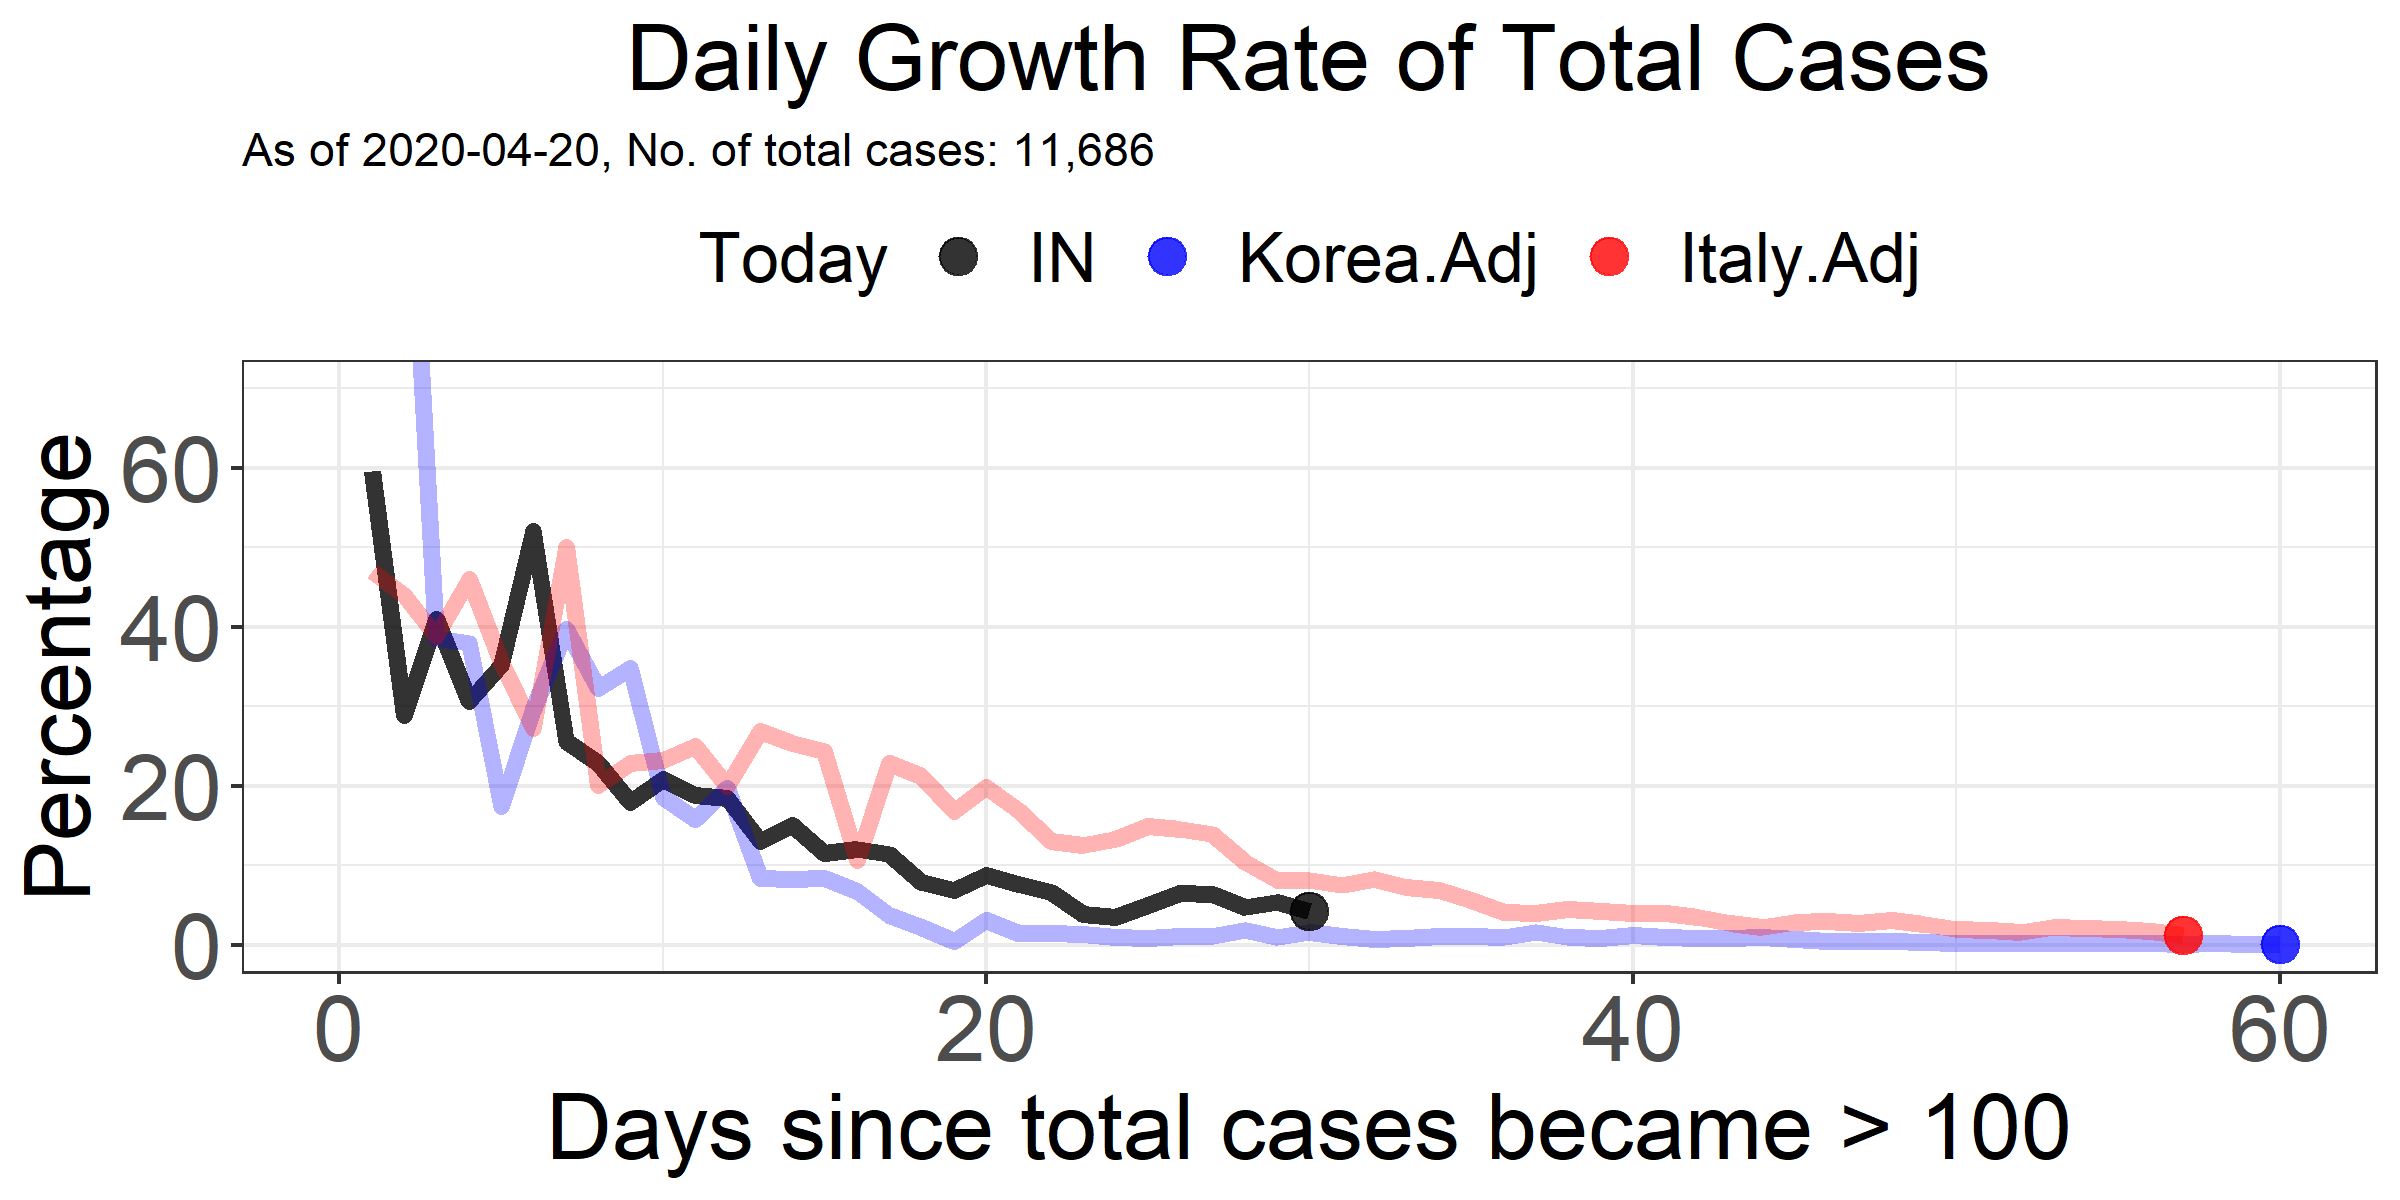 Daily Growth Rate of Total Cases
As of 2020-04-20, No. of total cases: 11,686
Today IN Korea.Adj Italy.Adj
Percentage
60
40
20
0
0 20 40 60
Days since total cases became > 100